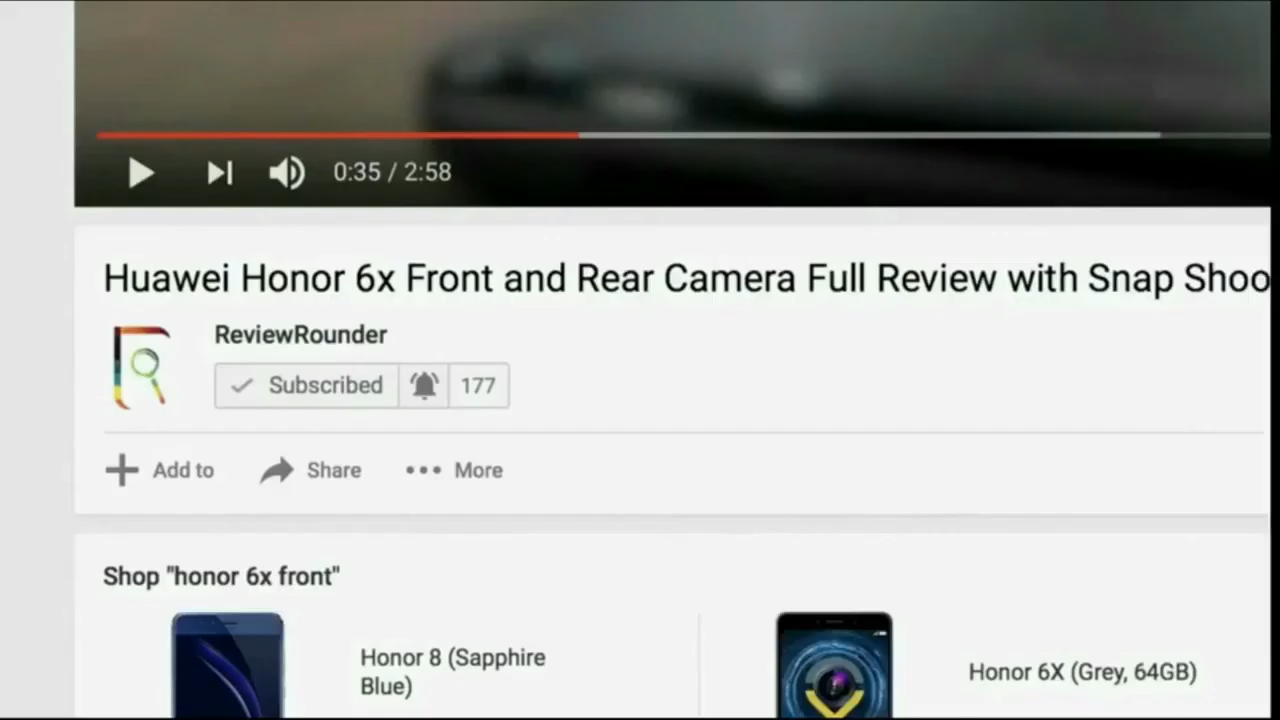 0:35 / 2:58
Huawei Honor 6x Front and Rear Camera Full Review with Snap Shoo
ReviewRounder
Subscribed 177
Add to Share More
Shop "honor 6x front"
Honor 8 (Sapphire
Blue)
Honor 6X (Grey, 64GB)